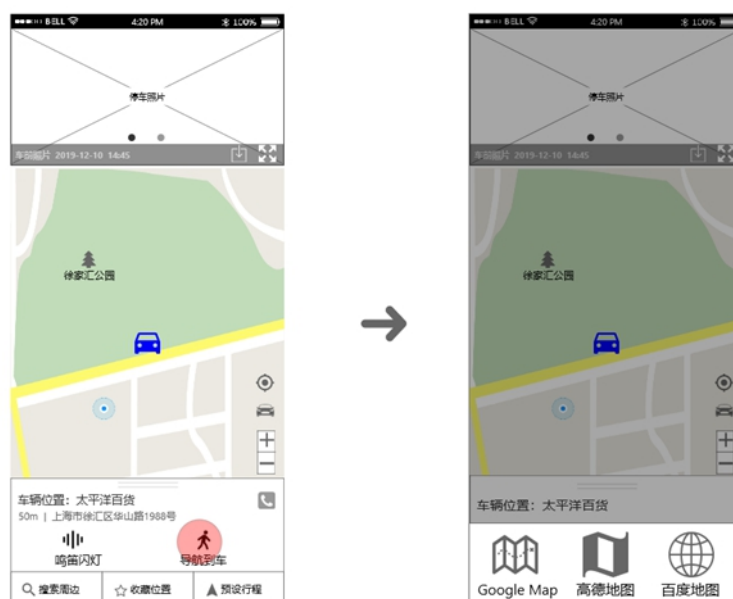 BELL 4:20 PM 100%
停车照片
车前照片 2019-12-10 14:45
徐家汇公园
车辆位置：太平洋百货
50m | 上海市徐汇区华山路1988号
鸣笛闪灯 导航到车
搜索周边 收藏位置 预设行程
BELL 4:20 PM 100%
停车照片
车前照片 2019-12-10 14:45
徐家汇公园
车辆位置：太平洋百货
Google Map 高德地图 百度地图